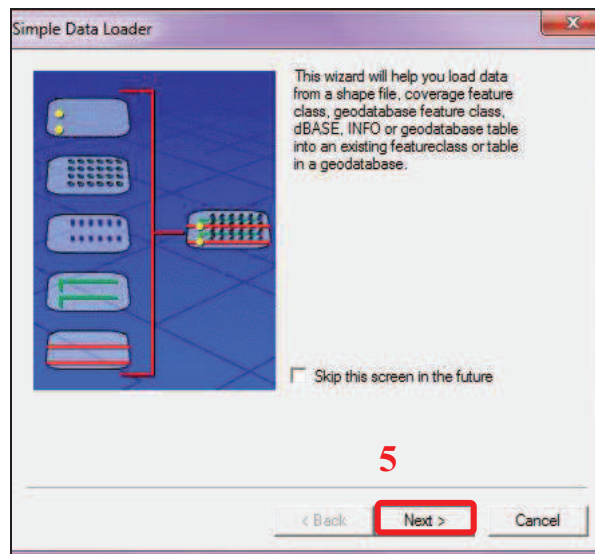 Simple Data Loader
This wizard will help you load data
from a shape file, coverage feature
class, geodatabase feature class,
dBASE, INFO or geodatabase table
into an existing featureclass or table
in a geodatabase.
Skip this screen in the future
5
< Back Next > Cancel